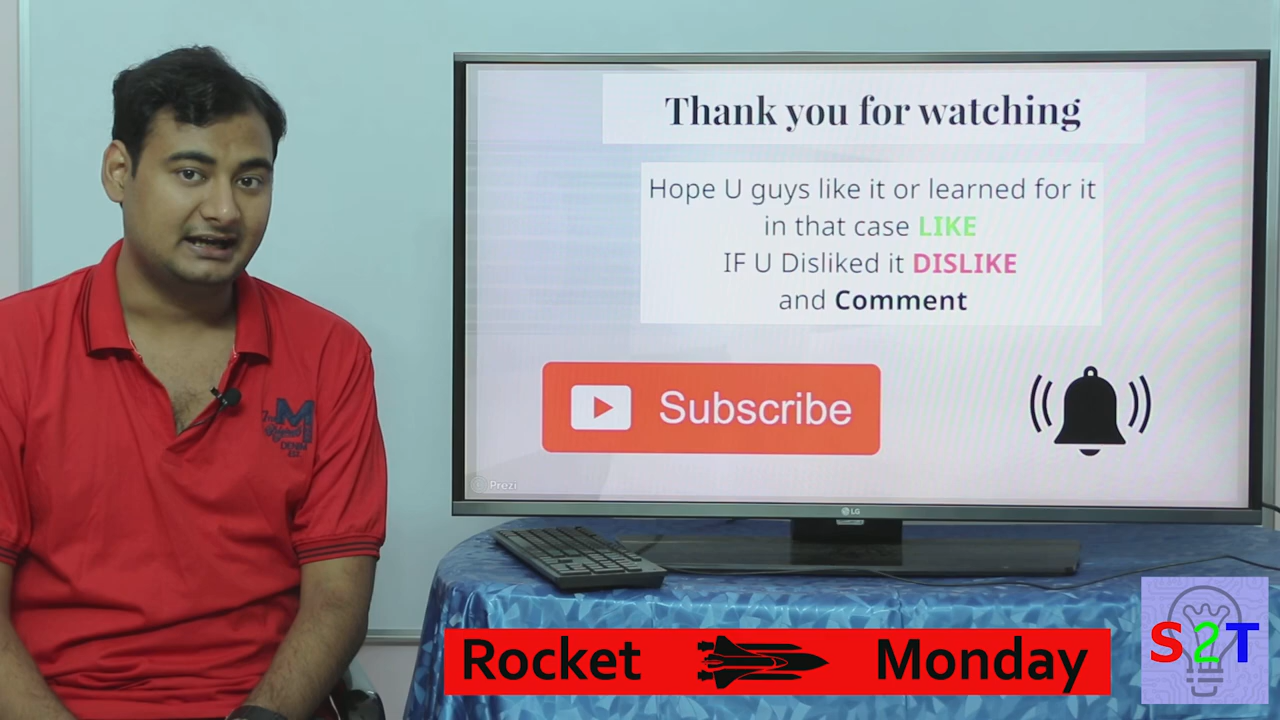 Thank you for watching
Hope U guys like it or learned for it
in that case LIKE
IF U Disliked it DISLIKE
and Comment
Subscribe
Prezi
LG
M
DENIM
Rocket Monday
S2T